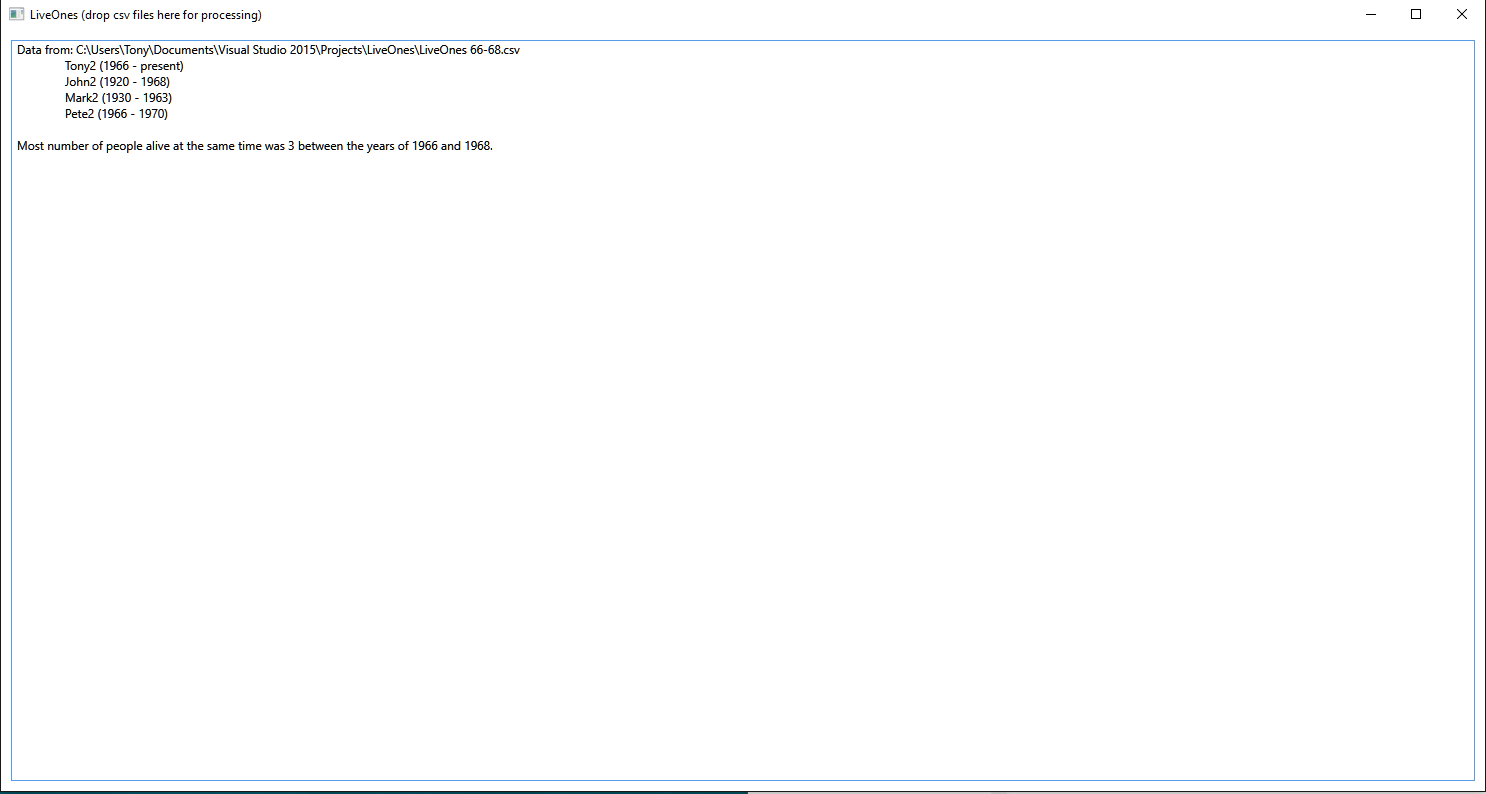 LiveOnes (drop csv files here for processing)
Data from: C:\Users\Tony\Documents\Visual Studio 2015\Projects\LiveOnes\LiveOnes 66-68.csv
Tony2 (1966 - present)
John2 (1920 - 1968)
Mark2 (1930 - 1963)
Pete2 (1966 - 1970)
Most number of people alive at the same time was 3 between the years of 1966 and 1968.